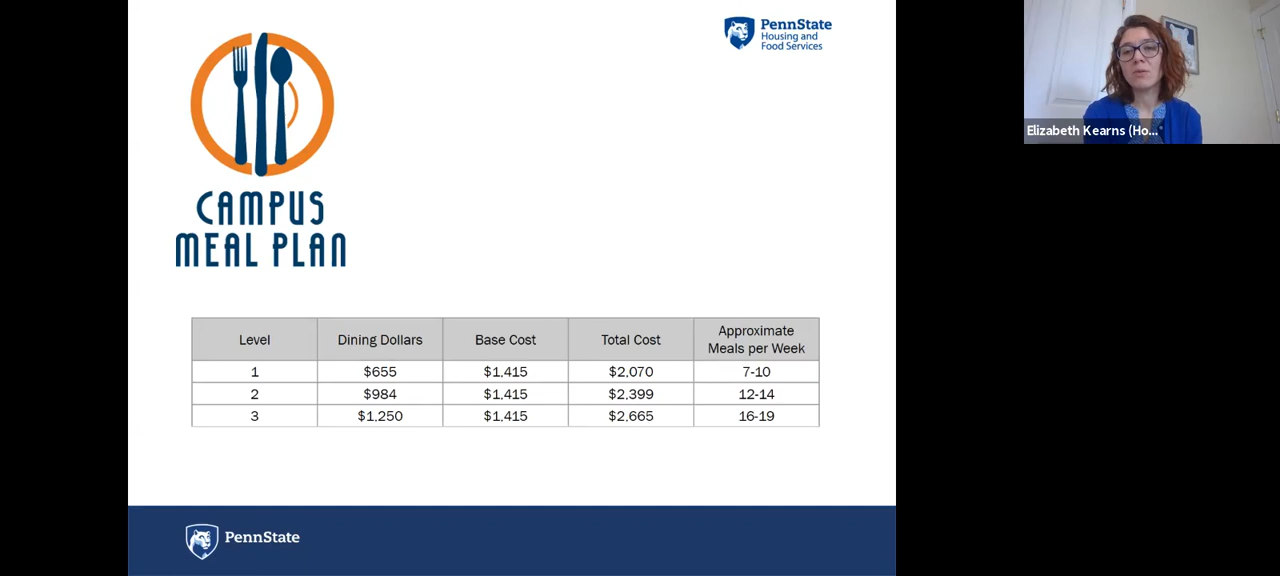 PennState
Housing and
Food Services
Elizabeth Kearns (Ho...
CAMPUS
MEAL PLAN
Level Dining Dollars Base Cost Total Cost Approximate Meals per Week
1 $655 $1,415 $2,070 7-10
2 $984 $1,415 $2,399 12-14
3 $1,250 $1,415 $2,665 16-19
PennState